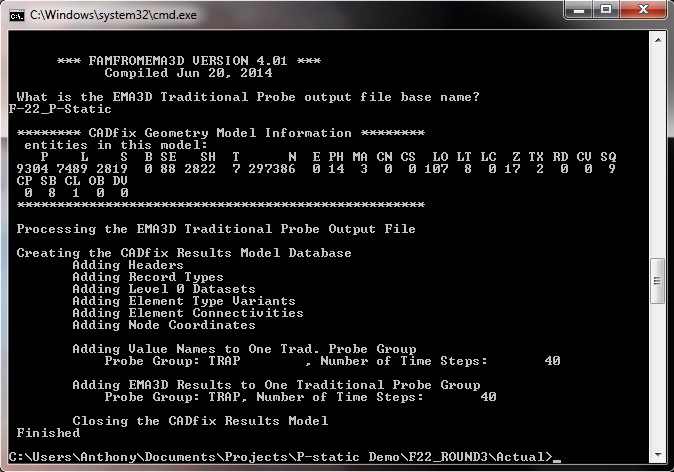 C:\Windows\system32\cmd.exe
*** FAMFROMEMA3D VERSION 4.01 ***
Compiled Jun 20, 2014
What is the EMA3D Traditional Probe output file base name?
F-22_P-Static
******** CADfix Geometry Model Information ********
entities in this model:
P L S B SE SH T N E PH MA CN CS LO LT LC Z TX RD CV SQ
9304 7489 2819 0 88 2822 7 297386 0 14 3 0 0 107 8 0 17 2 0 0 9
CP SB CL OB DV
0 8 1 0 0
***************************************************
Processing the EMA3D Traditional Probe Output File
Creating the CADfix Results Model Database
Adding Headers
Adding Record Types
Adding Level 0 Datasets
Adding Element Type Variants
Adding Element Connectivities
Adding Node Coordinates
Adding Value Names to One Trad. Probe Group
Probe Group: TRAP , Number of Time Steps: 40
Adding EMA3D Results to One Traditional Probe Group
Probe Group: TRAP, Number of Time Steps: 40
Closing the CADfix Results Model
Finished
C:\Users\Anthony\Documents\Projects\P-static Demo\F22_ROUND3\Actual>_